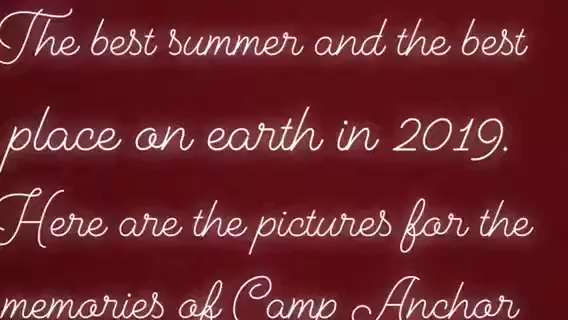 The best summer and the best
place on earth in 2019.
Here are the pictures for the
memories of Camp Anchor